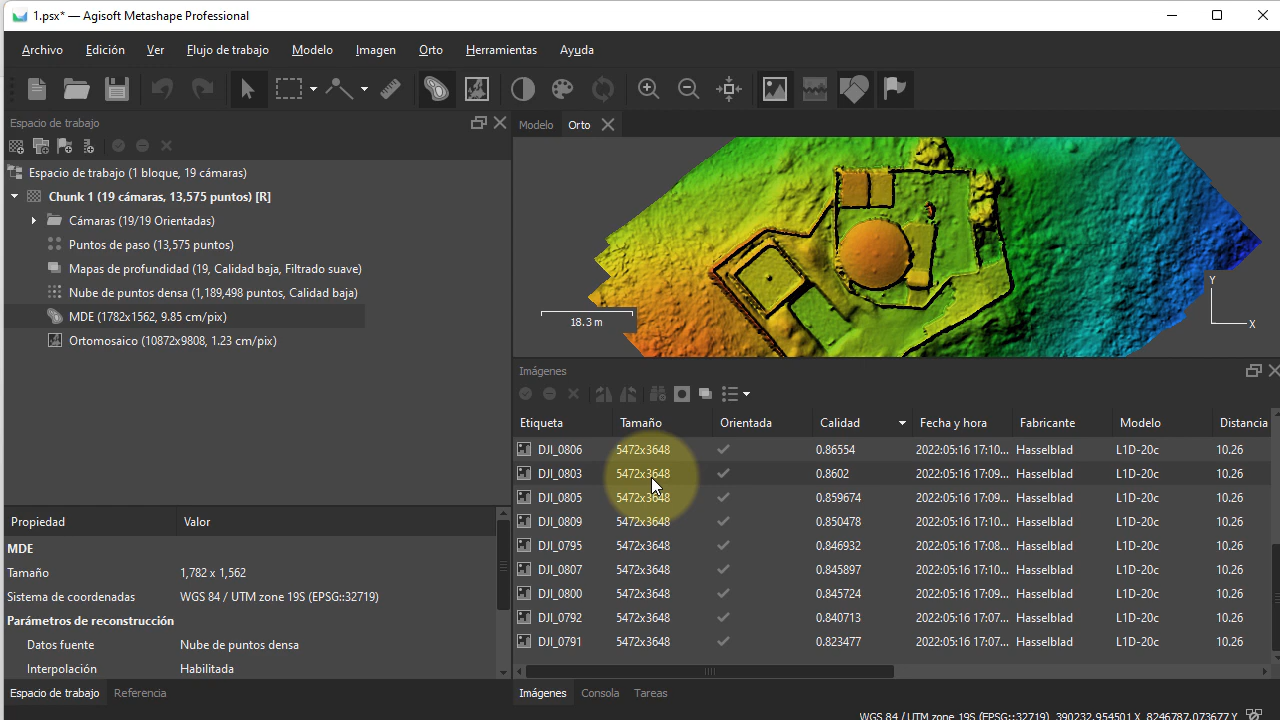 1.psx* — Agisoft Metashape Professional
Archivo Edición Ver Flujo de trabajo Modelo Imagen Orto Herramientas Ayuda
Espacio de trabajo
Espacio de trabajo (1 bloque, 19 cámaras)
Chunk 1 (19 cámaras, 13,575 puntos) [R]
Cámaras (19/19 Orientadas)
Puntos de paso (13,575 puntos)
Mapas de profundidad (19, Calidad baja, Filtrado suave)
Nube de puntos densa (1,189,498 puntos, Calidad baja)
MDE (1782x1562, 9.85 cm/pix)
Ortomosaico (10872x9808, 1.23 cm/pix)
Propiedad Valor
MDE
Tamaño 1,782 x 1,562
Sistema de coordenadas WGS 84 / UTM zone 19S (EPSG::32719)
Parámetros de reconstrucción
Datos fuente Nube de puntos densa
Interpolación Habilitada
Espacio de trabajo Referencia
Modelo Orto
18.3 m
Y
X
Imágenes
Etiqueta Tamaño Orientada Calidad Fecha y hora Fabricante Modelo Distancia
DJI_0806 5472x3648 0.86554 2022:05:16 17:10... Hasselblad L1D-20c 10.26
DJI_0803 5472x3648 0.8602 2022:05:16 17:09... Hasselblad L1D-20c 10.26
DJI_0805 5472x3648 0.859674 2022:05:16 17:09... Hasselblad L1D-20c 10.26
DJI_0809 5472x3648 0.850478 2022:05:16 17:10... Hasselblad L1D-20c 10.26
DJI_0795 5472x3648 0.846932 2022:05:16 17:08... Hasselblad L1D-20c 10.26
DJI_0807 5472x3648 0.845897 2022:05:16 17:10... Hasselblad L1D-20c 10.26
DJI_0800 5472x3648 0.845724 2022:05:16 17:09... Hasselblad L1D-20c 10.26
DJI_0792 5472x3648 0.840713 2022:05:16 17:07... Hasselblad L1D-20c 10.26
DJI_0791 5472x3648 0.823477 2022:05:16 17:07... Hasselblad L1D-20c 10.26
Imágenes Consola Tareas
WGS 84 / UTM zone 19S (EPSG::32719) 390232.954501 X 8246787.073677 Y